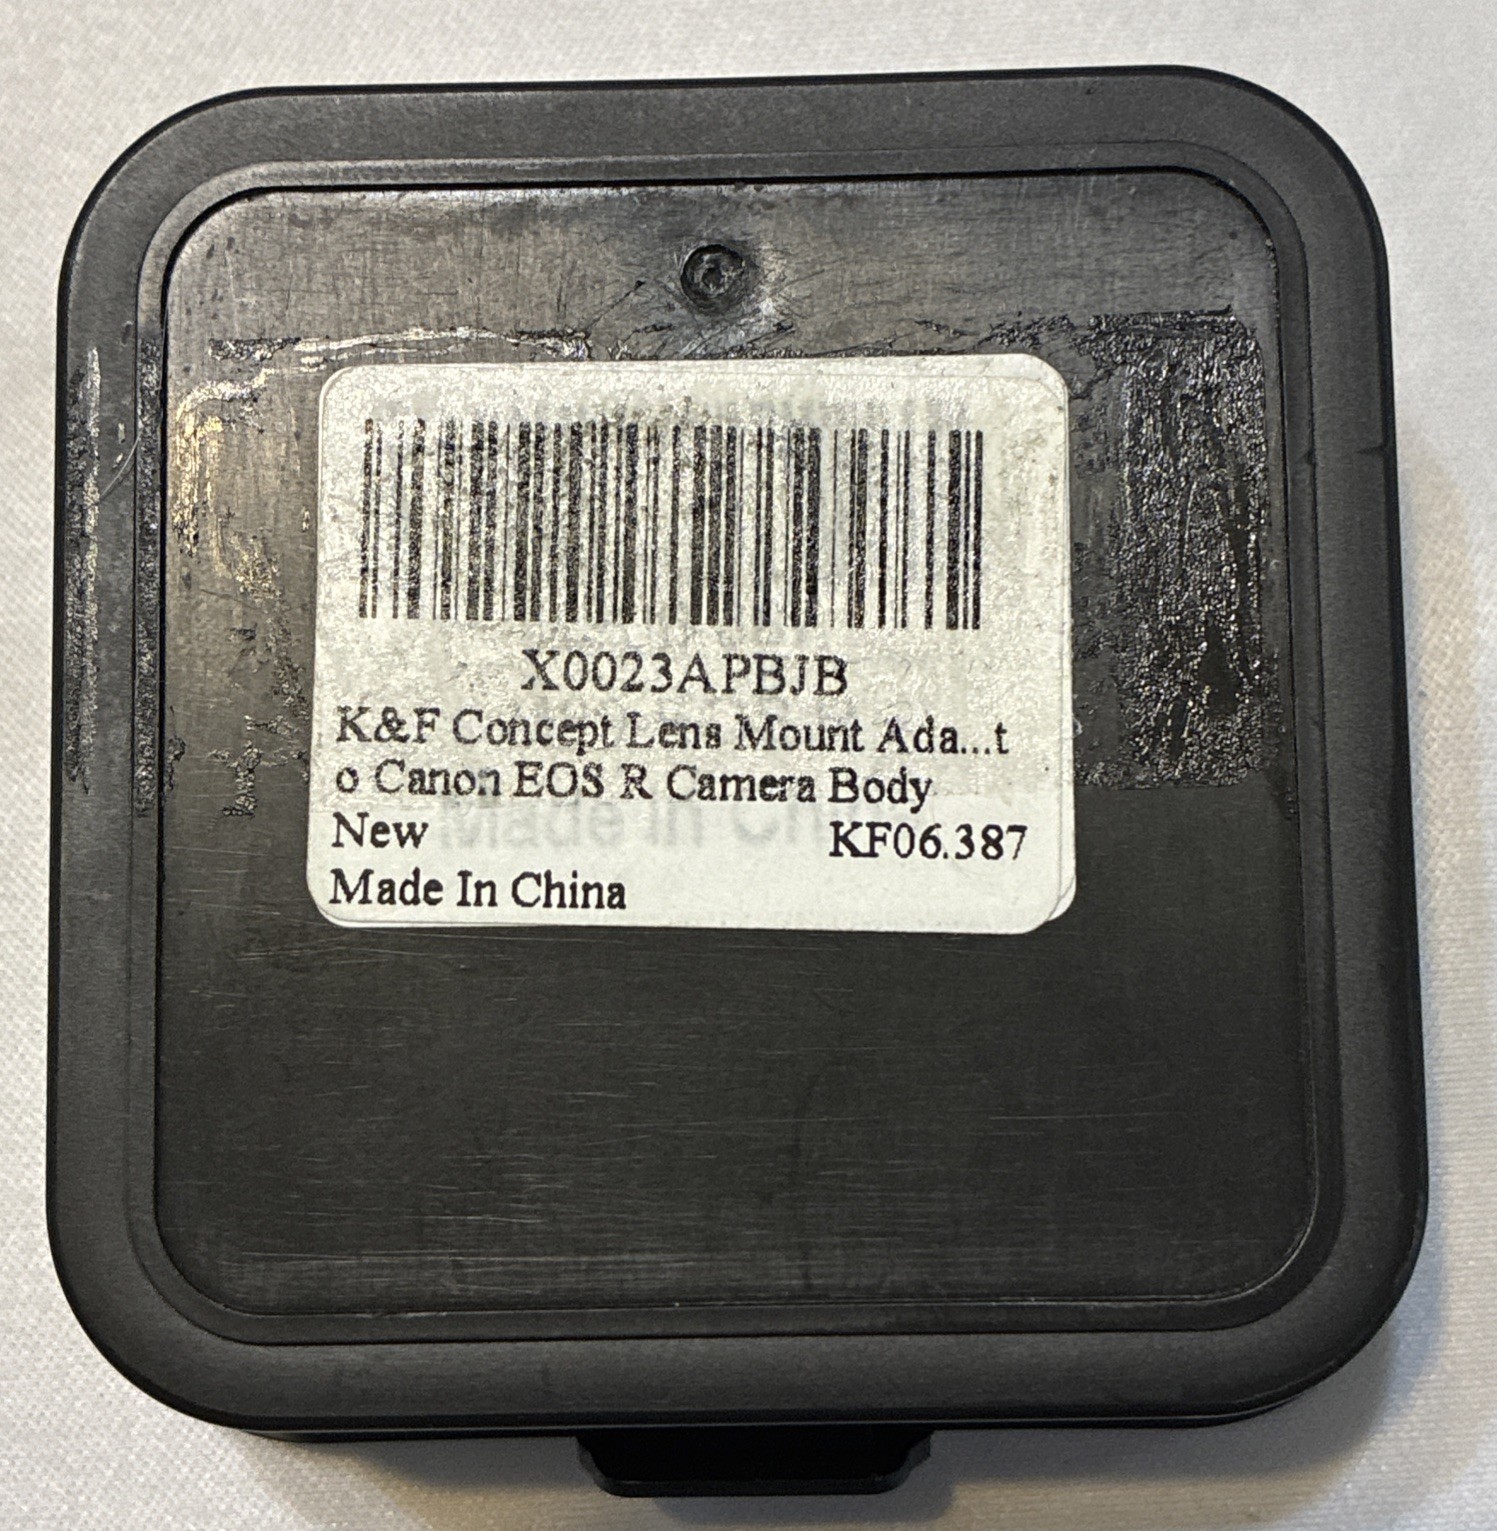 X0023APBJB
K&F Concept Lens Mount Ada...t
o Canon EOS R Camera Body
New KF06.387
Made In China